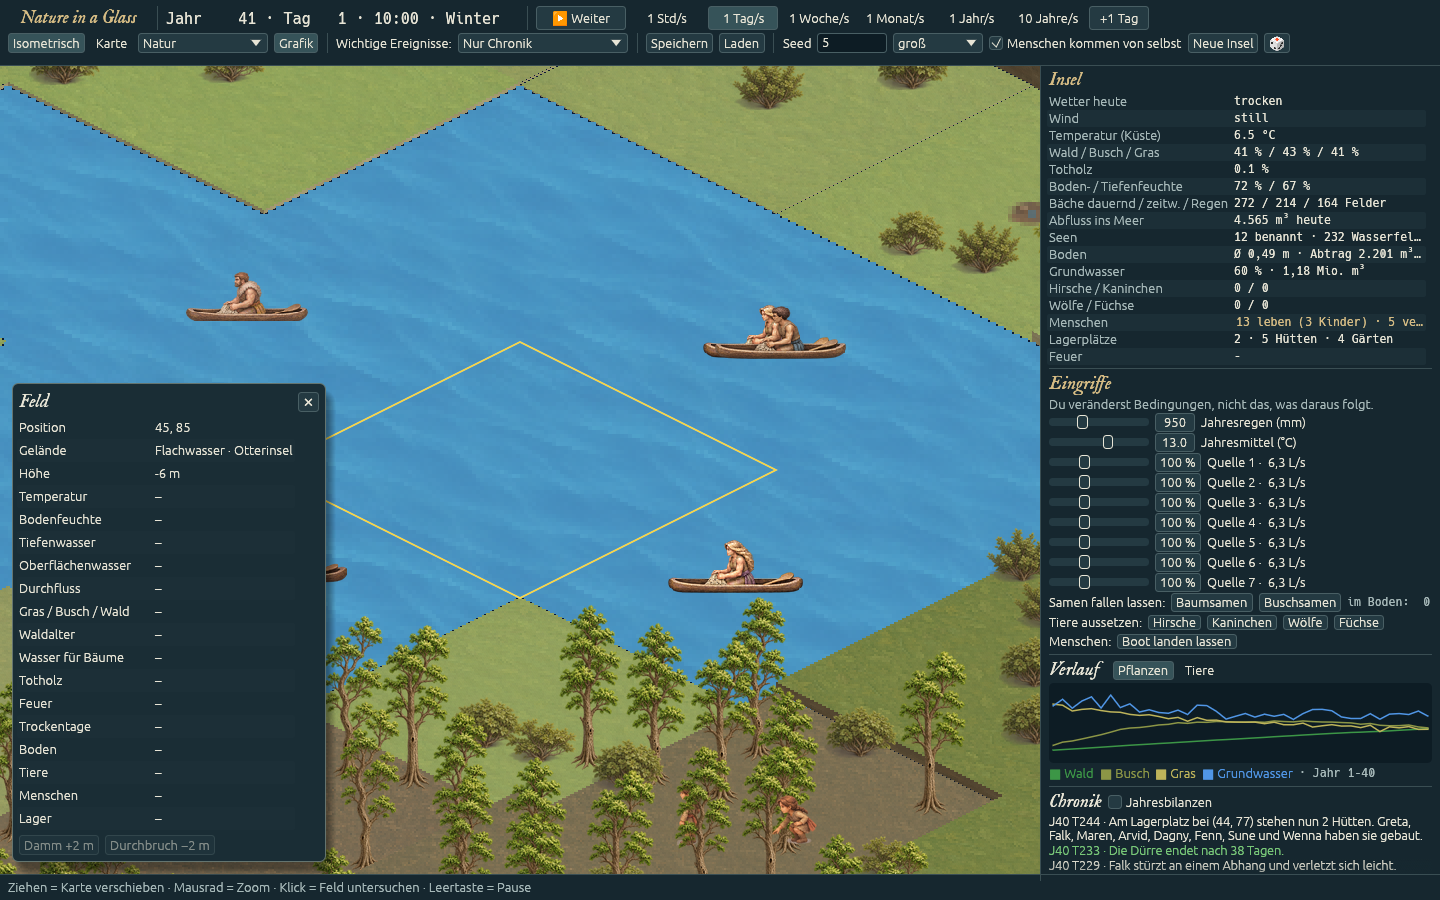 Nature in a Glass
Jahr 41 · Tag 1 · 10:00 · Winter
▶ Weiter 1 Std/s 1 Tag/s 1 Woche/s 1 Monat/s 1 Jahr/s 10 Jahre/s +1 Tag
Isometrisch Karte Natur Grafik Wichtige Ereignisse: Nur Chronik Speichern Laden Seed 5 groß Menschen kommen von selbst Neue Insel
Insel
Wetter heute trocken
Wind still
Temperatur (Küste) 6.5 °C
Wald / Busch / Gras 41 % / 43 % / 41 %
Totholz 0.1 %
Boden- / Tiefenfeuchte 72 % / 67 %
Bäche dauernd / zeitw. / Regen 272 / 214 / 164 Felder
Abfluss ins Meer 4.565 m³ heute
Seen 12 benannt · 232 Wasserfel…
Boden Ø 0,49 m · Abtrag 2.201 m³…
Grundwasser 60 % · 1,18 Mio. m³
Hirsche / Kaninchen 0 / 0
Wölfe / Füchse 0 / 0
Menschen 13 leben (3 Kinder) · 5 ve…
Lagerplätze 2 · 5 Hütten · 4 Gärten
Feuer -
Eingriffe
Du veränderst Bedingungen, nicht das, was daraus folgt.
950 Jahresregen (mm)
13.0 Jahresmittel (°C)
100 % Quelle 1 · 6,3 L/s
100 % Quelle 2 · 6,3 L/s
100 % Quelle 3 · 6,3 L/s
100 % Quelle 4 · 6,3 L/s
100 % Quelle 5 · 6,3 L/s
100 % Quelle 6 · 6,3 L/s
100 % Quelle 7 · 6,3 L/s
Samen fallen lassen: Baumsamen Buschsamen im Boden: 0
Tiere aussetzen: Hirsche Kaninchen Wölfe Füchse
Menschen: Boot landen lassen
Verlauf Pflanzen Tiere
Wald Busch Gras Grundwasser · Jahr 1-40
Chronik Jahresbilanzen
J40 T244 · Am Lagerplatz bei (44, 77) stehen nun 2 Hütten. Greta,
Falk, Maren, Arvid, Dagny, Fenn, Sune und Wenna haben sie gebaut.
J40 T233 · Die Dürre endet nach 38 Tagen.
J40 T229 · Falk stürzt an einem Abhang und verletzt sich leicht.
Feld ×
Position 45, 85
Gelände Flachwasser · Otterinsel
Höhe -6 m
Temperatur –
Bodenfeuchte –
Tiefenwasser –
Oberflächenwasser –
Durchfluss –
Gras / Busch / Wald –
Waldalter –
Wasser für Bäume –
Totholz –
Feuer –
Trockentage –
Boden –
Tiere –
Menschen –
Lager –
Damm +2 m Durchbruch −2 m
Ziehen = Karte verschieben · Mausrad = Zoom · Klick = Feld untersuchen · Leertaste = Pause